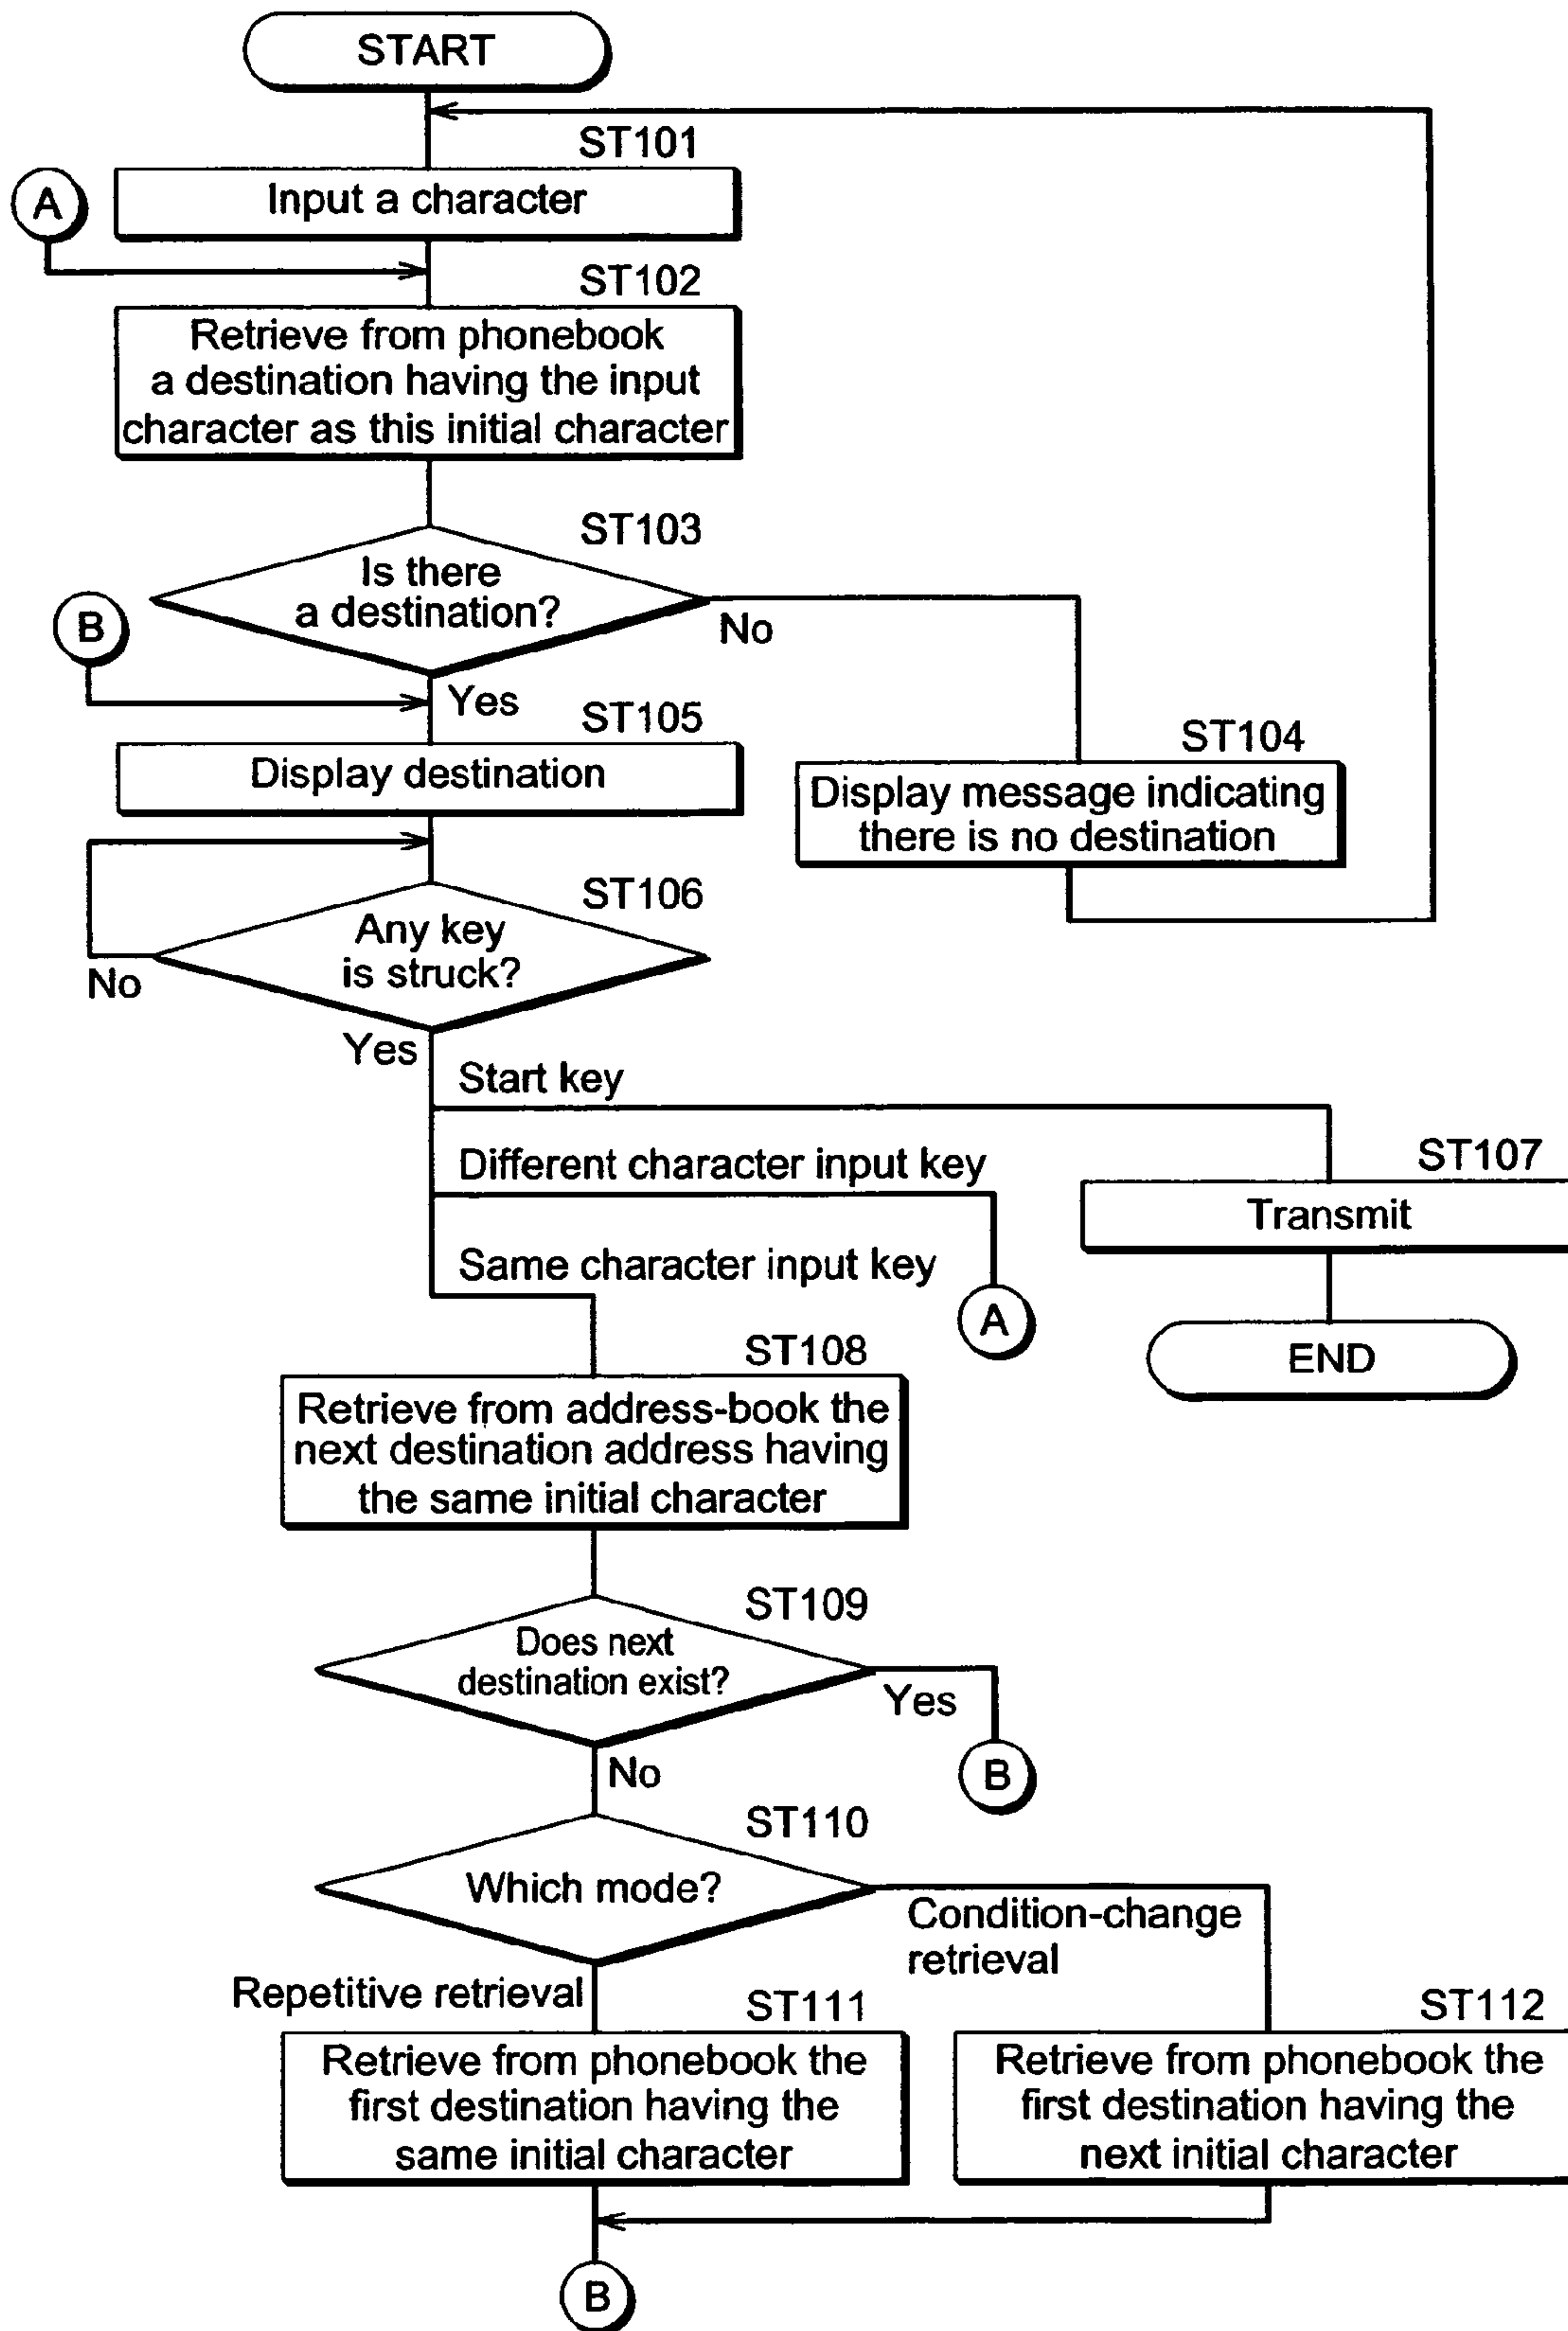 START
ST101
A
Input a character
ST102
Retrieve from phonebook
a destination having the input
character as this initial character
ST103
Is there
a destination?
No
B
Yes
ST105
Display destination
ST104
Display message indicating
there is no destination
ST106
Any key
is struck?
No
Yes
Start key
Different character input key
ST107
Transmit
Same character input key
A
END
ST108
Retrieve from address-book the
next destination address having
the same initial character
ST109
Does next
destination exist?
Yes
B
No
ST110
Which mode?
Condition-change
retrieval
Repetitive retrieval
ST111
Retrieve from phonebook the
first destination having the
same initial character
ST112
Retrieve from phonebook the
first destination having the
next initial character
B